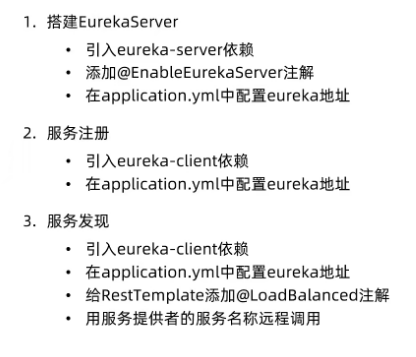 1. 搭建EurekaServer
• 引入eureka-server依赖
• 添加@EnableEurekaServer注解
• 在application.yml中配置eureka地址
2. 服务注册
• 引入eureka-client依赖
• 在application.yml中配置eureka地址
3. 服务发现
• 引入eureka-client依赖
• 在application.yml中配置eureka地址
• 给RestTemplate添加@LoadBalanced注解
• 用服务提供者的服务名称远程调用